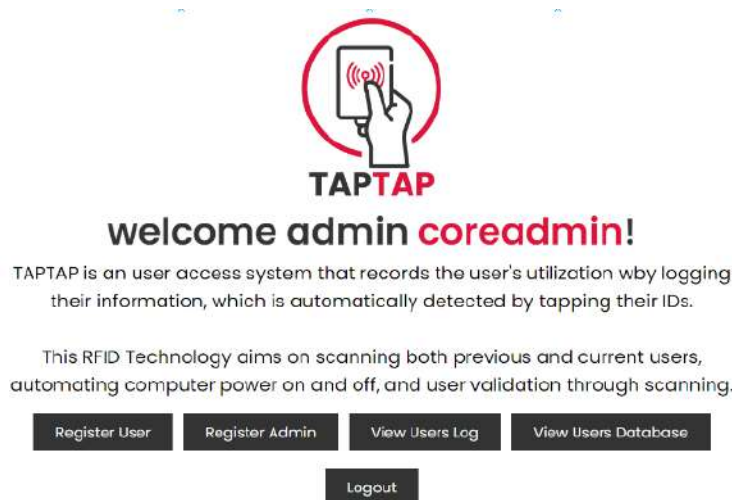 TAPTAP
welcome admin coreadmin!
TAPTAP is an user access system that records the user's utilization wby logging
their information, which is automatically detected by tapping their IDs.
This RFID Technology aims on scanning both previous and current users,
automating computer power on and off, and user validation through scanning.
Register User Register Admin View Users Log View Users Database
Logout